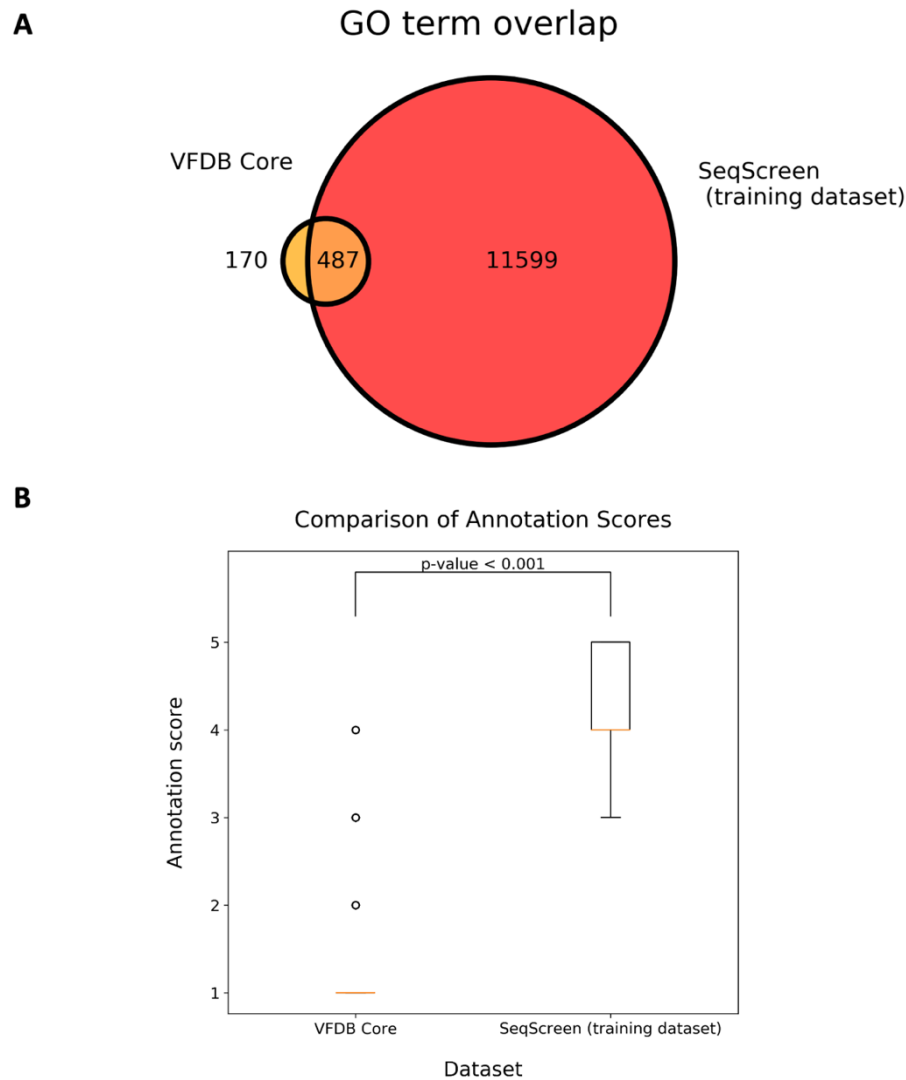 A
GO term overlap
VFDB Core
SeqScreen
(training dataset)
170
487
11599
B
Comparison of Annotation Scores
p-value < 0.001
5
4
3
2
1
Annotation score
VFDB Core
SeqScreen (training dataset)
Dataset